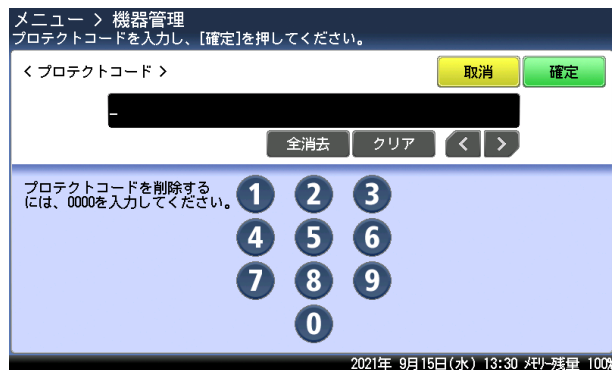 メニュー > 機器管理
プロテクトコードを入力し、[確定]を押してください。
< プロテクトコード >
取消
確定
_
全消去
クリア
<
>
プロテクトコードを削除する
には、0000を入力してください。
1 2 3
4 5 6
7 8 9
0
2021年 9月15日(水) 13:30 メモリー残量 100%